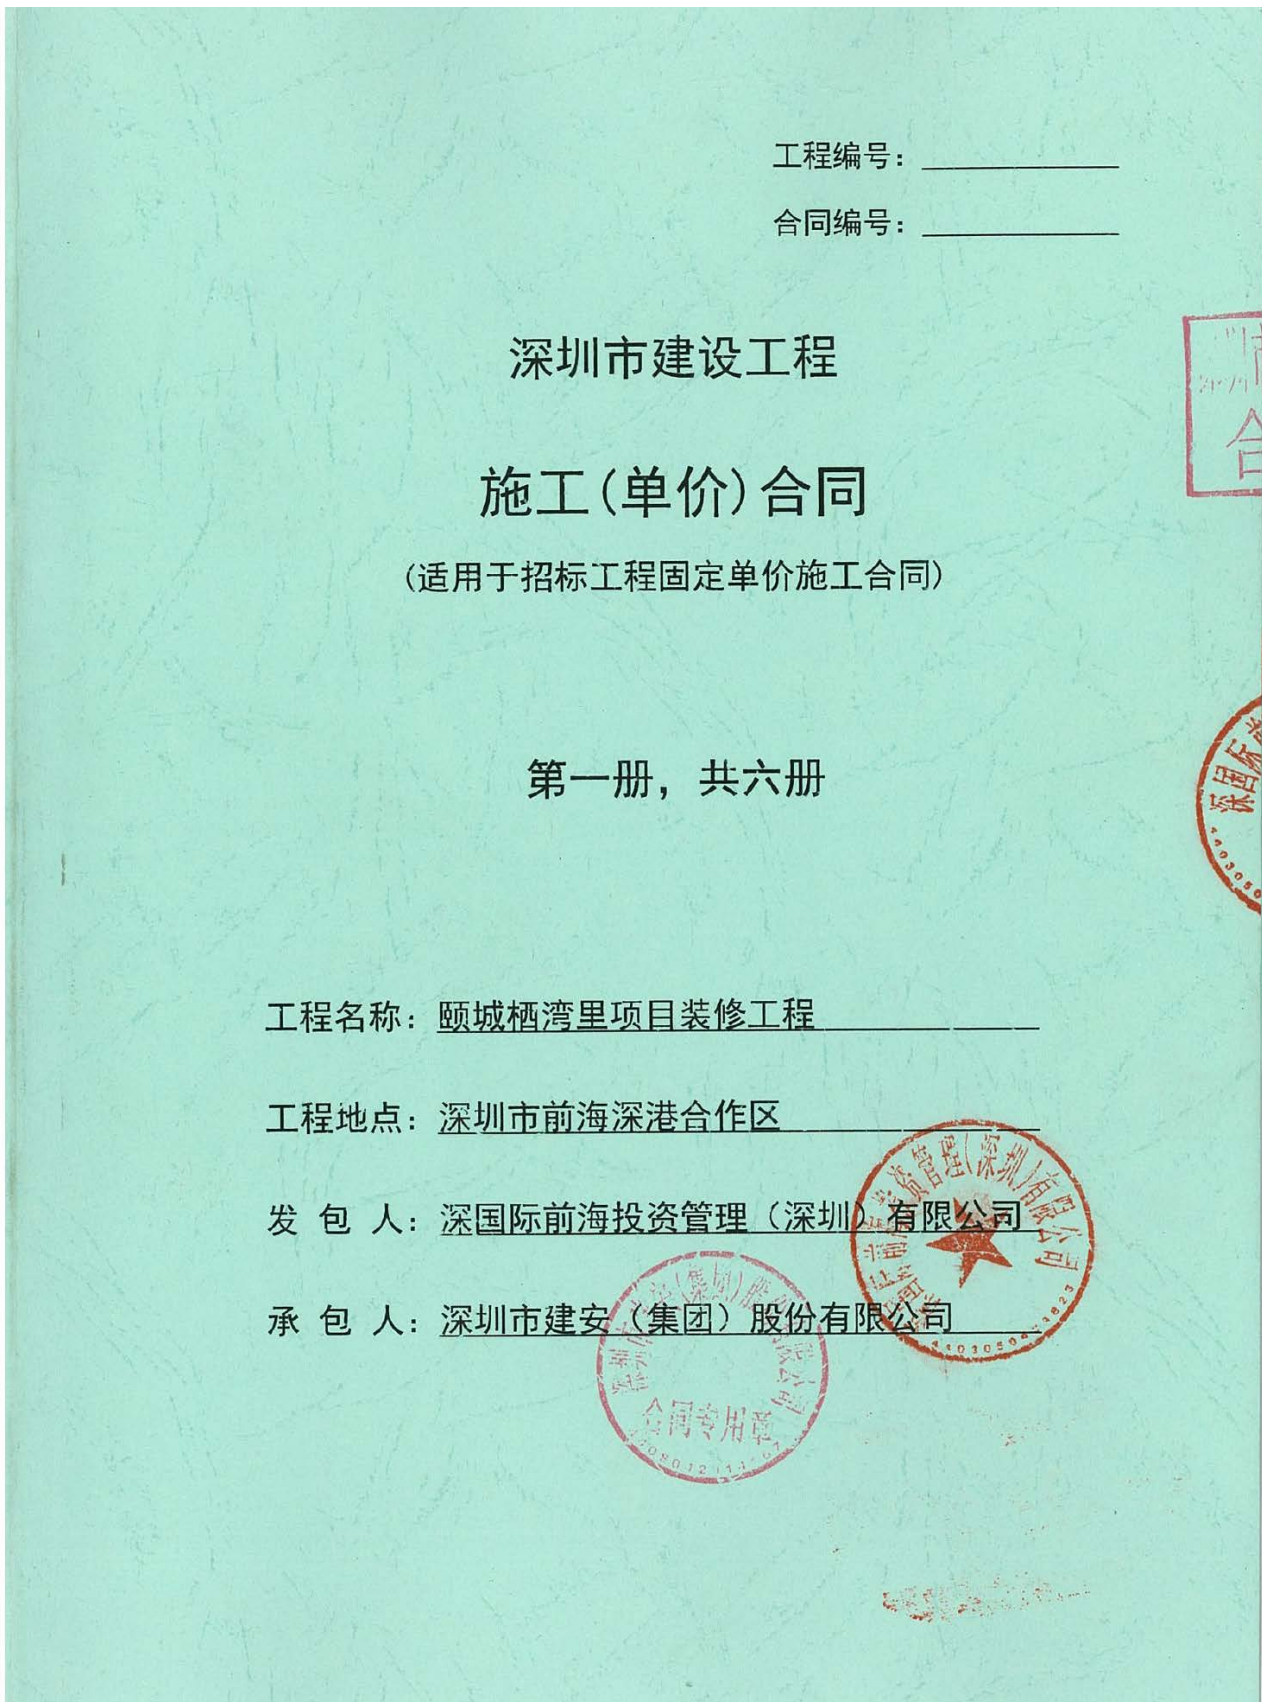 工程编号：
合同编号：
深圳市建设工程
施工(单价)合同
(适用于招标工程固定单价施工合同)
第一册，共六册
工程名称：颐城栖湾里项目装修工程
工程地点：深圳市前海深港合作区
发 包 人：深国际前海投资管理（深圳）有限公司
承 包 人：深圳市建安（集团）股份有限公司
合同专用章